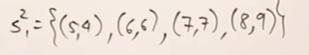 s₁² = {(5,4), (6,6), (7,7), (8,9)}